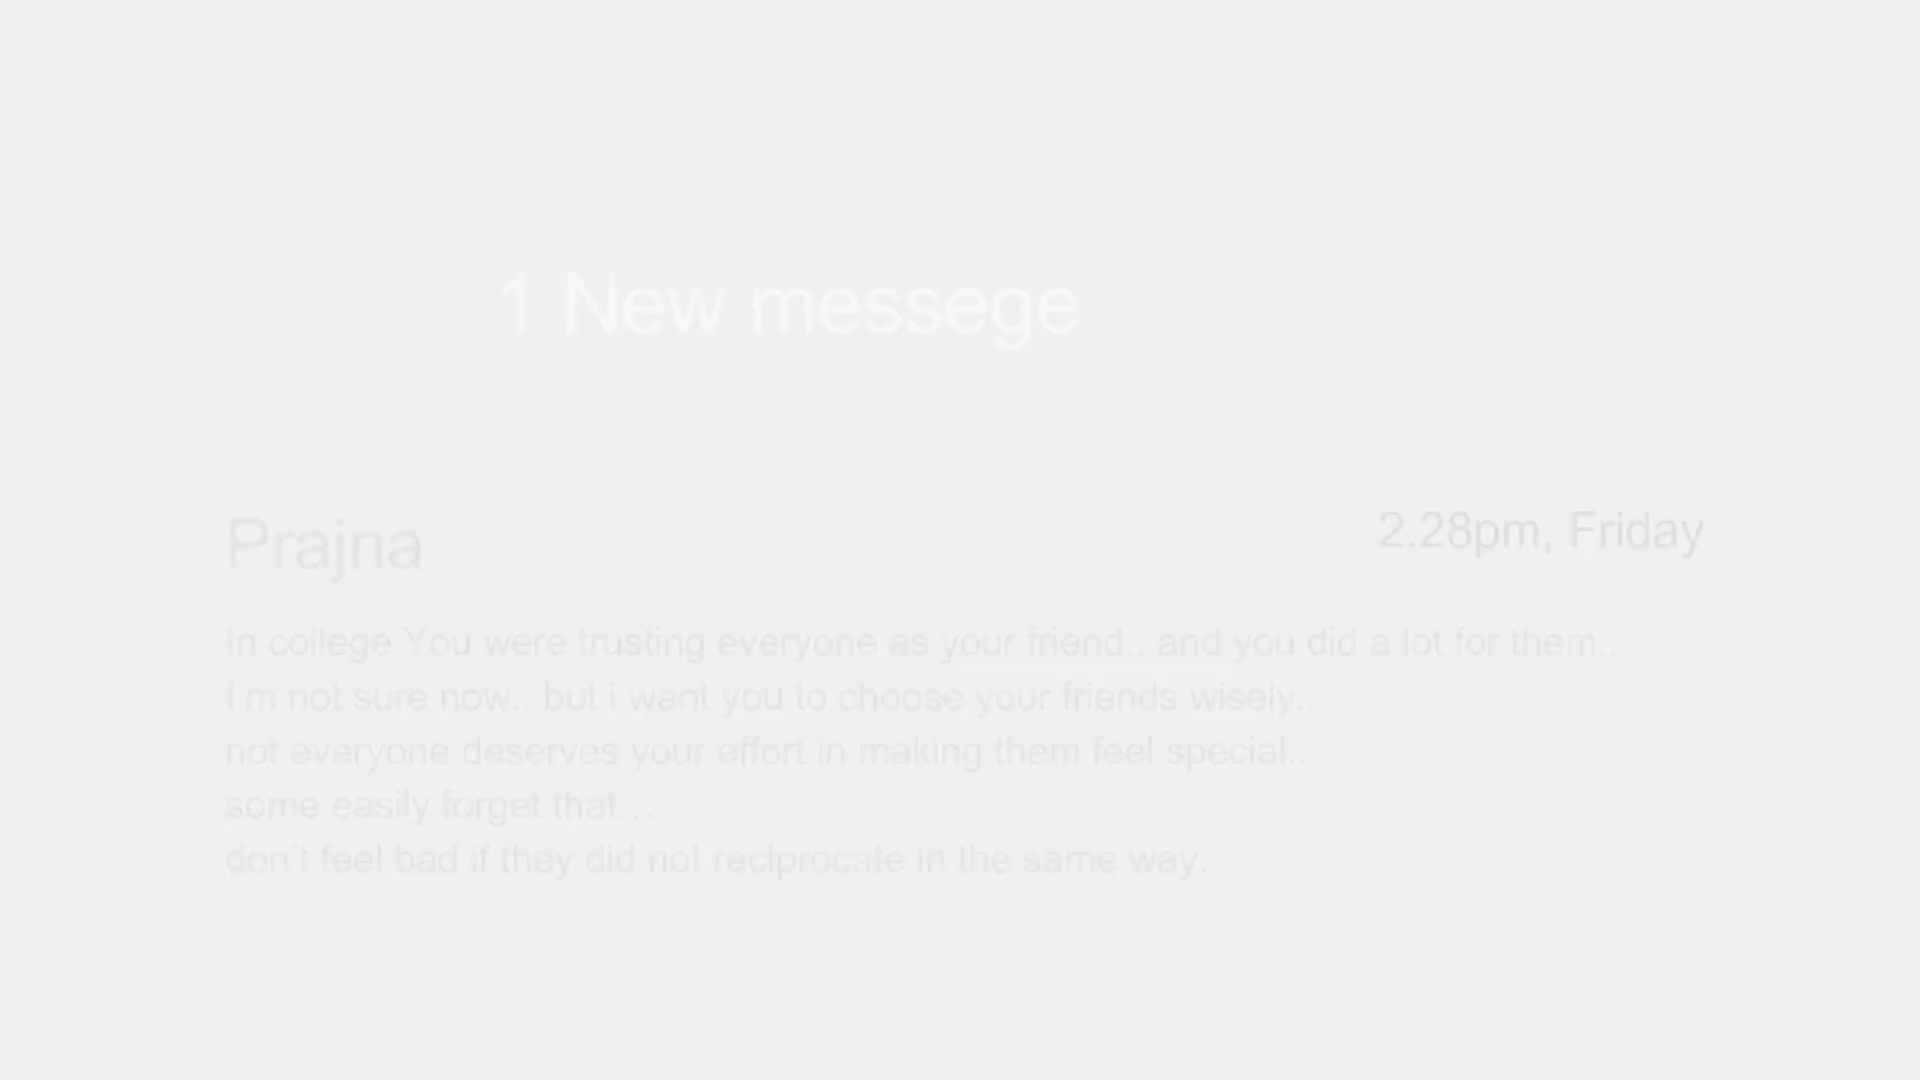 1 New messege
Prajna
2.28pm, Friday
In college You were trusting everyone as your friend.. and you did a lot for them..
I'm not sure now.. but i want you to choose your friends wisely..
not everyone deserves your effort in making them feel special..
some easily forget that...
don't feel bad if they did not reciprocate in the same way.